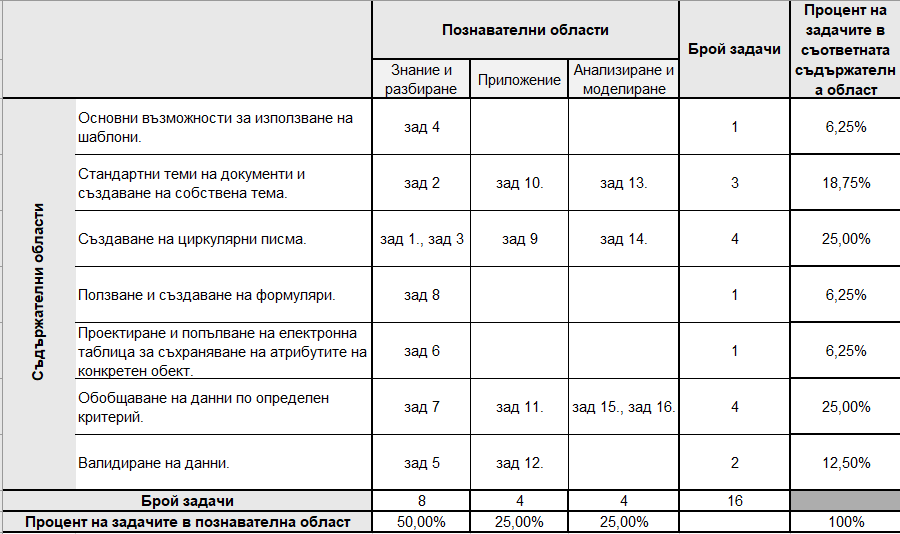 Познавателни области
Брой задачи
Процент на
задачите в
съответната
съдържателн
а област
Знание и
разбиране
Приложение
Анализиране и
моделиране
Съдържателни области
Основни възможности за използване на
шаблони.
зад 4
1
6,25%
Стандартни теми на документи и
създаване на собствена тема.
зад 2
зад 10.
зад 13.
3
18,75%
Създаване на циркулярни писма.
зад 1., зад 3
зад 9
зад 14.
4
25,00%
Ползване и създаване на формуляри.
зад 8
1
6,25%
Проектиране и попълване на електронна
таблица за съхраняване на атрибутите на
конкретен обект.
зад 6
1
6,25%
Обобщаване на данни по определен
критерий.
зад 7
зад 11.
зад 15., зад 16.
4
25,00%
Валидиране на данни.
зад 5
зад 12.
2
12,50%
Брой задачи
8
4
4
16
Процент на задачите в познавателна област
50,00%
25,00%
25,00%
100%